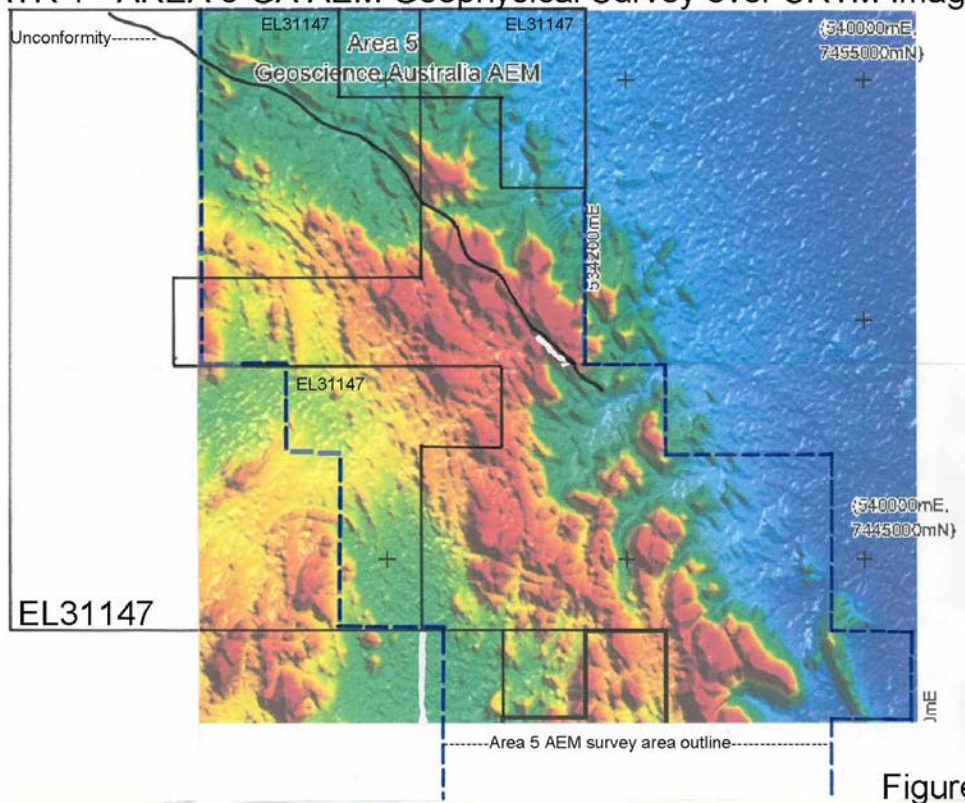 AREA 5 GA AEM Geophysical Survey over SRTM Imag
Unconformity-------
EL31147
EL31147
Area 5
Geoscience Australia AEM
{540000mE,
7455000mN}
534200mE
EL31147
{540000mE,
7445000mN}
EL31147
0mE
---------Area 5 AEM survey area outline------------------
Figure